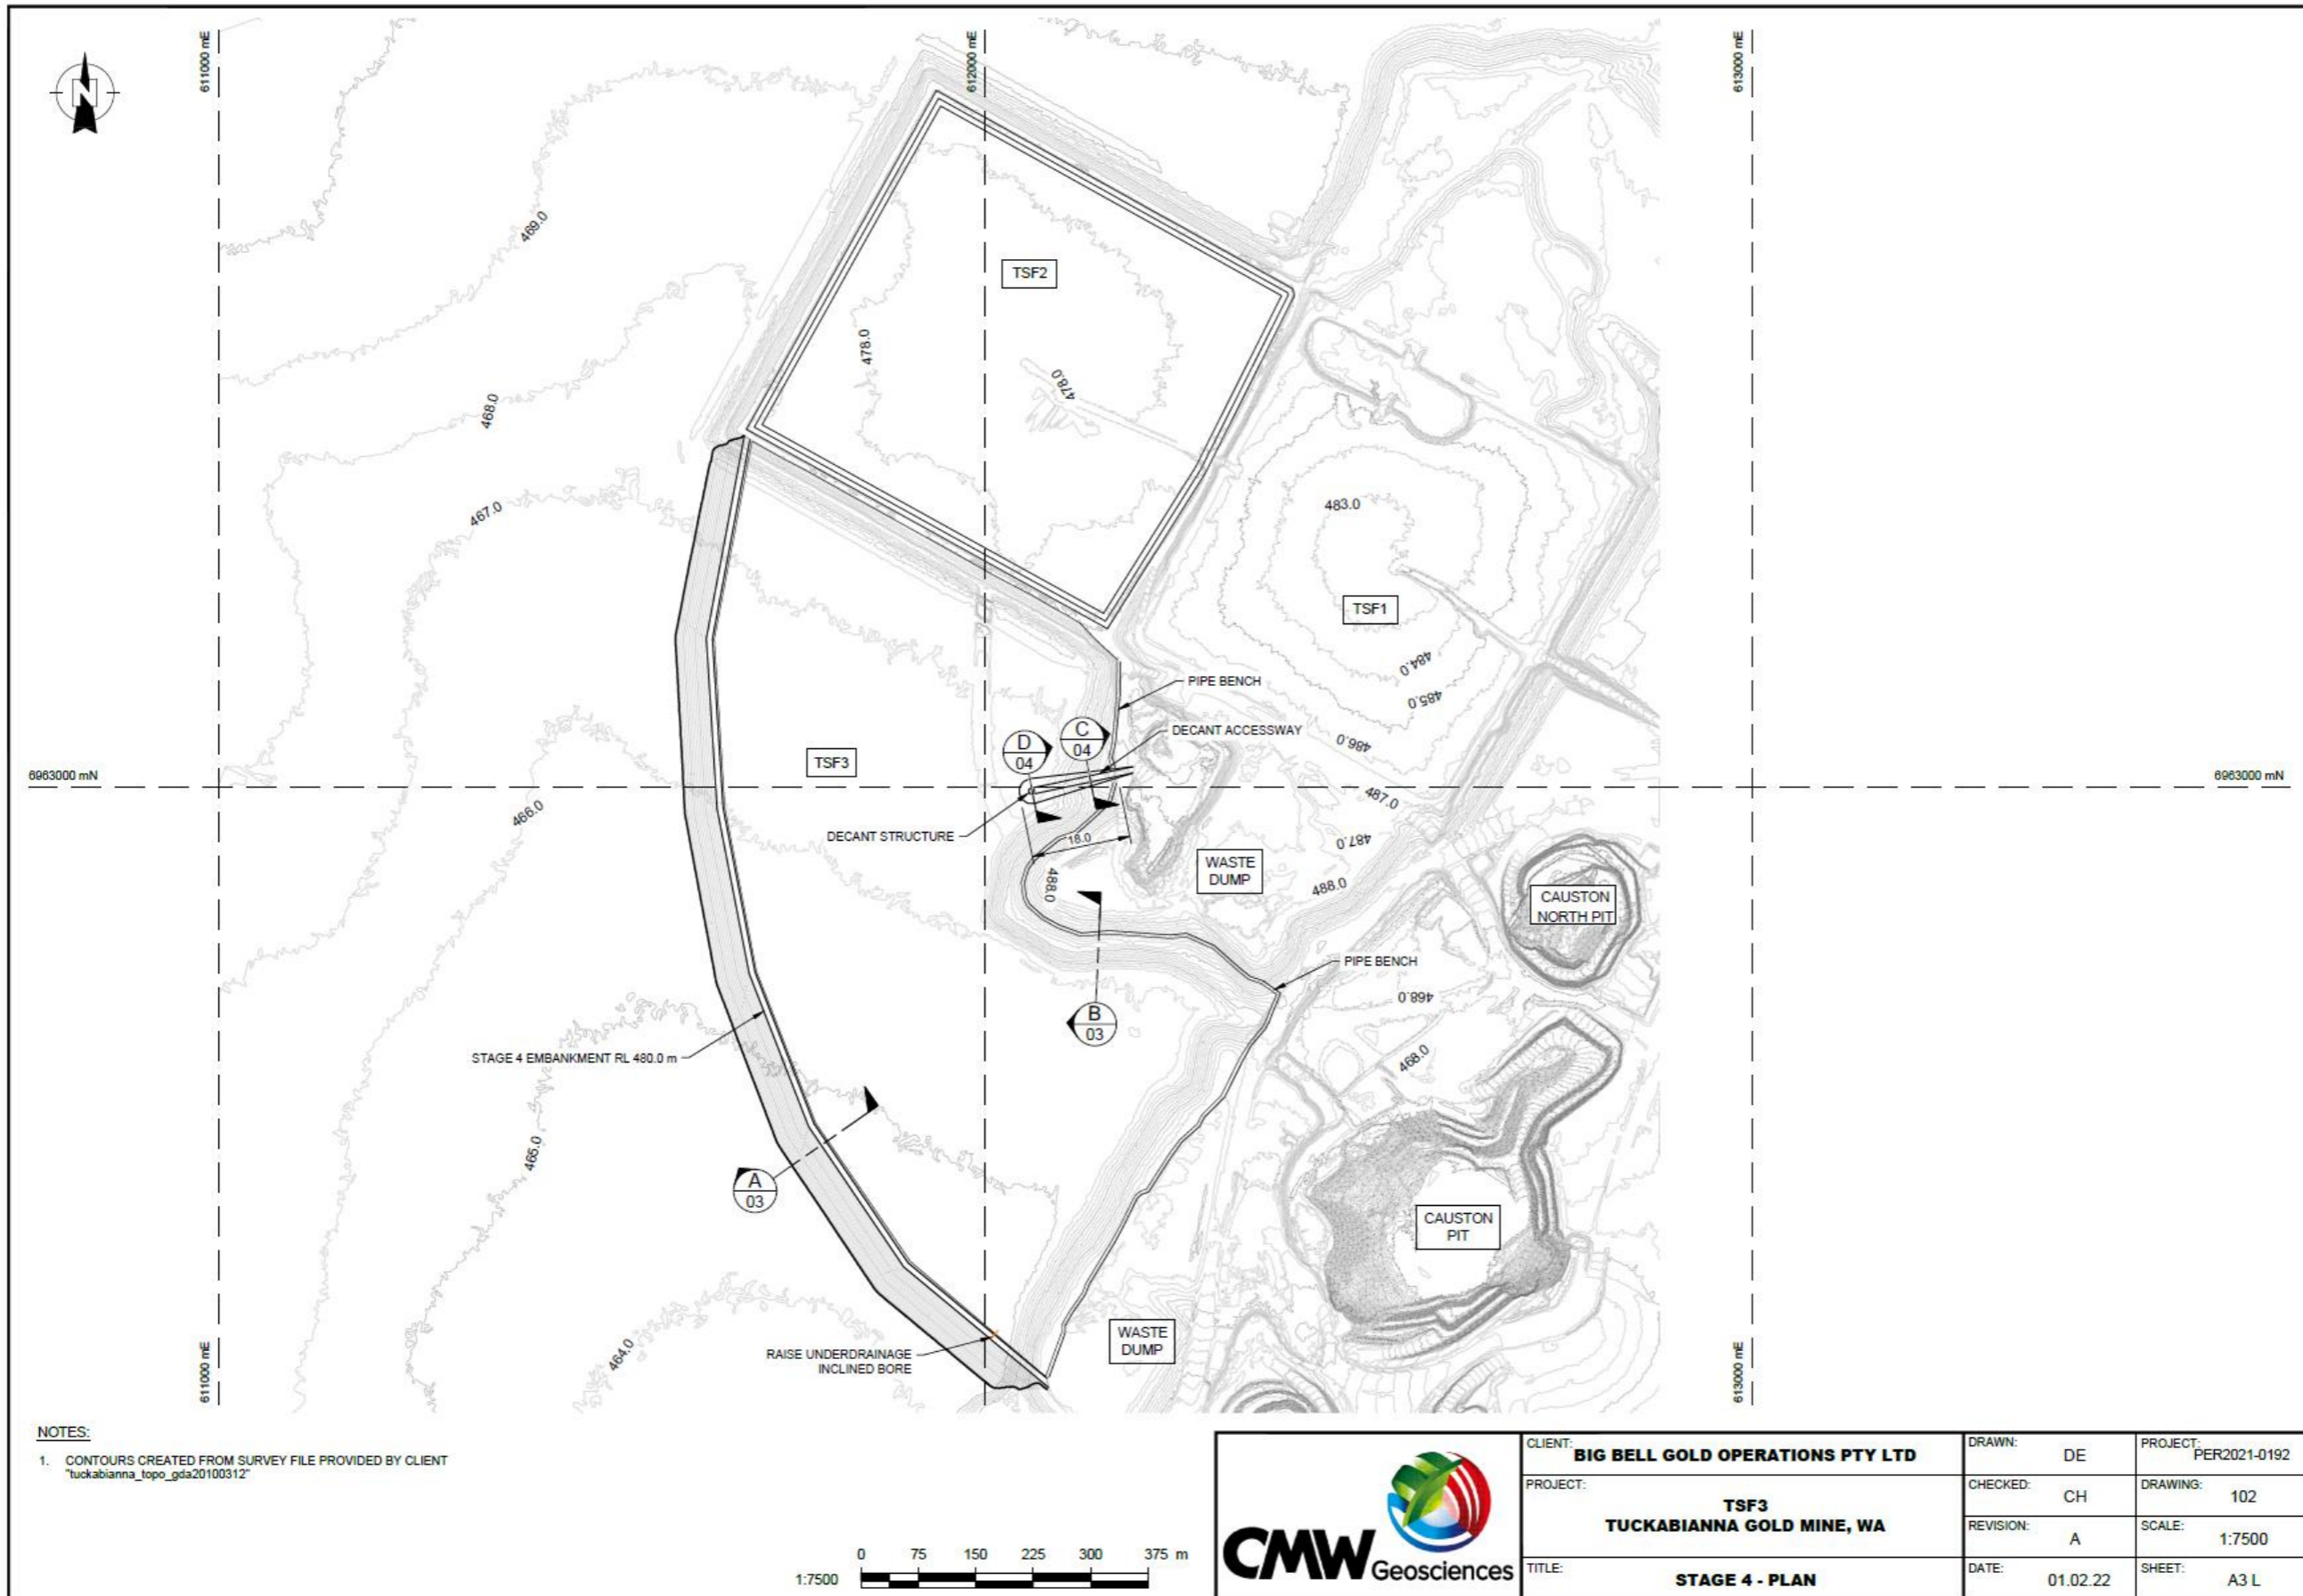 611000 mE
612000 mE
613000 mE
N
469.0
TSF2
478.0
478.0
468.0
467.0
483.0
TSF1
484.0
485.0
PIPE BENCH
DECANT ACCESSWAY
486.0
D
04
C
04
TSF3
6963000 mN
6963000 mN
466.0
487.0
DECANT STRUCTURE
18.0
487.0
WASTE
DUMP
488.0
488.0
CAUSTON
NORTH PIT
PIPE BENCH
468.0
B
03
STAGE 4 EMBANKMENT RL 480.0 m
468.0
465.0
A
03
CAUSTON
PIT
464.0
RAISE UNDERDRAINAGE
INCLINED BORE
WASTE
DUMP
611000 mE
613000 mE
NOTES:
1. CONTOURS CREATED FROM SURVEY FILE PROVIDED BY CLIENT
"tuckabianna_topo_gda20100312"
0 75 150 225 300 375 m
1:7500
CMW Geosciences
CLIENT: BIG BELL GOLD OPERATIONS PTY LTD
PROJECT:
TSF3
TUCKABIANNA GOLD MINE, WA
TITLE: STAGE 4 - PLAN
DRAWN: DE
PROJECT: PER2021-0192
CHECKED: CH
DRAWING: 102
REVISION: A
SCALE: 1:7500
DATE: 01.02.22
SHEET: A3 L